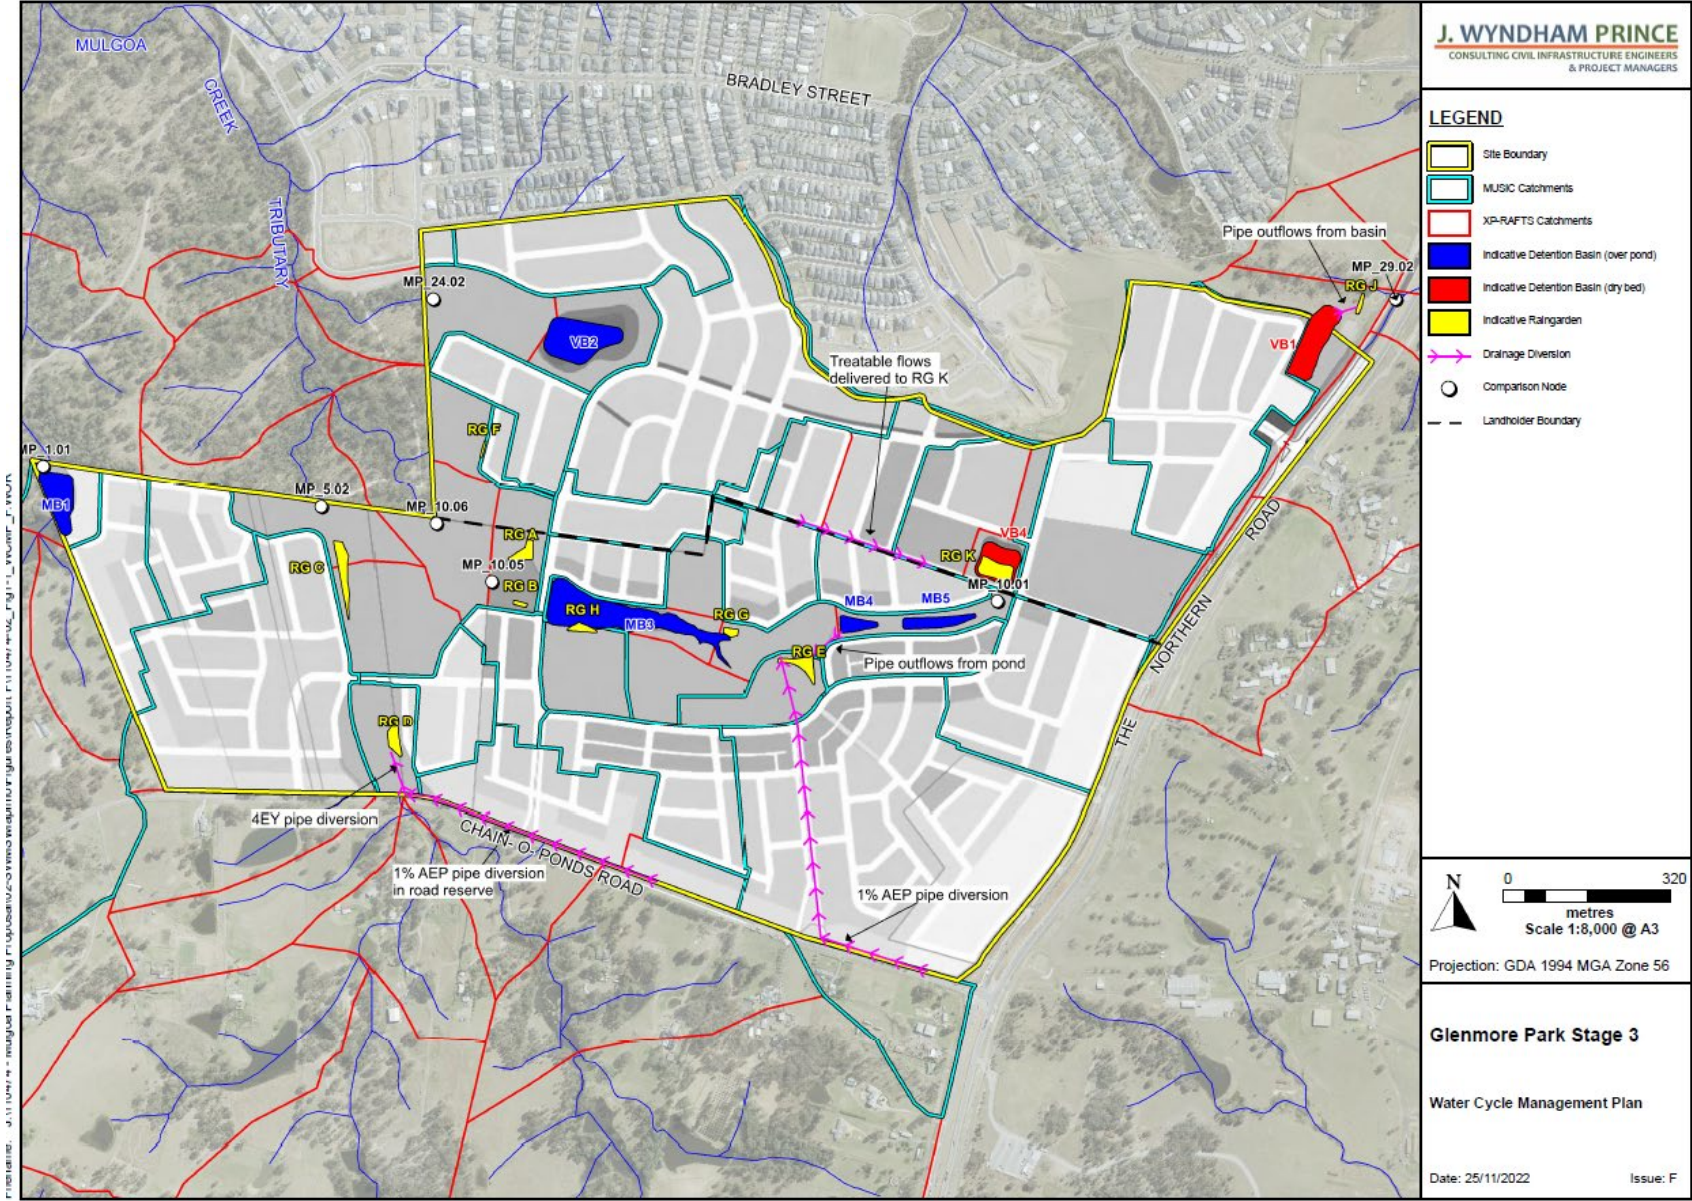 MULGOA
CREEK
TRIBUTARY
BRADLEY STREET
Pipe outflows from basin
MP_29.02
RG J
VB1
MP_24.02
VB2
Treatable flows
delivered to RG K
RG F
MP_1.01
MB1
MP_5.02
MP_10.06
RG A
RG C
MP_10.05
RG B
RG H
MB3
RG G
RG E
MB4
MB5
VB4
RG K
MP_10.01
Pipe outflows from pond
RG D
4EY pipe diversion
CHAIN- O- PONDS ROAD
1% AEP pipe diversion
in road reserve
1% AEP pipe diversion
THE NORTHERN ROAD
J. WYNDHAM PRINCE
CONSULTING CIVIL INFRASTRUCTURE ENGINEERS
& PROJECT MANAGERS
LEGEND
Site Boundary
MUSIC Catchments
XP-RAFTS Catchments
Indicative Detention Basin (over pond)
Indicative Detention Basin (dry bed)
Indicative Raingarden
Drainage Diversion
Comparison Node
Landholder Boundary
N
0 320
metres
Scale 1:8,000 @ A3
Projection: GDA 1994 MGA Zone 56
Glenmore Park Stage 3
Water Cycle Management Plan
Date: 25/11/2022 Issue: F